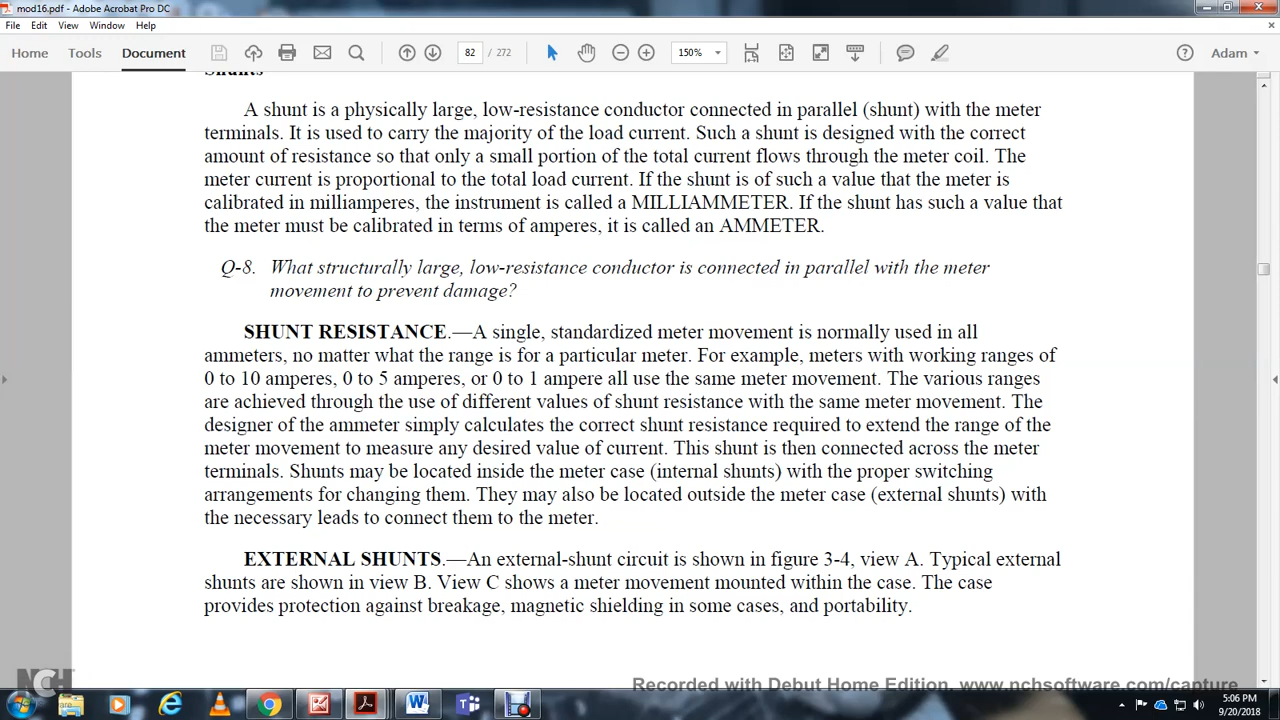 mod16.pdf - Adobe Acrobat Pro DC
File Edit View Window Help
Home Tools Document 82 / 272 150% Adam
Shunts
A shunt is a physically large, low-resistance conductor connected in parallel (shunt) with the meter
terminals. It is used to carry the majority of the load current. Such a shunt is designed with the correct
amount of resistance so that only a small portion of the total current flows through the meter coil. The
meter current is proportional to the total load current. If the shunt is of such a value that the meter is
calibrated in milliamperes, the instrument is called a MILLIAMMETER. If the shunt has such a value that
the meter must be calibrated in terms of amperes, it is called an AMMETER.
Q-8. What structurally large, low-resistance conductor is connected in parallel with the meter
movement to prevent damage?
SHUNT RESISTANCE.—A single, standardized meter movement is normally used in all
ammeters, no matter what the range is for a particular meter. For example, meters with working ranges of
0 to 10 amperes, 0 to 5 amperes, or 0 to 1 ampere all use the same meter movement. The various ranges
are achieved through the use of different values of shunt resistance with the same meter movement. The
designer of the ammeter simply calculates the correct shunt resistance required to extend the range of the
meter movement to measure any desired value of current. This shunt is then connected across the meter
terminals. Shunts may be located inside the meter case (internal shunts) with the proper switching
arrangements for changing them. They may also be located outside the meter case (external shunts) with
the necessary leads to connect them to the meter.
EXTERNAL SHUNTS.—An external-shunt circuit is shown in figure 3-4, view A. Typical external
shunts are shown in view B. View C shows a meter movement mounted within the case. The case
provides protection against breakage, magnetic shielding in some cases, and portability.
NCH
Recorded with Debut Home Edition. www.nchsoftware.com/capture
5:06 PM
9/20/2018